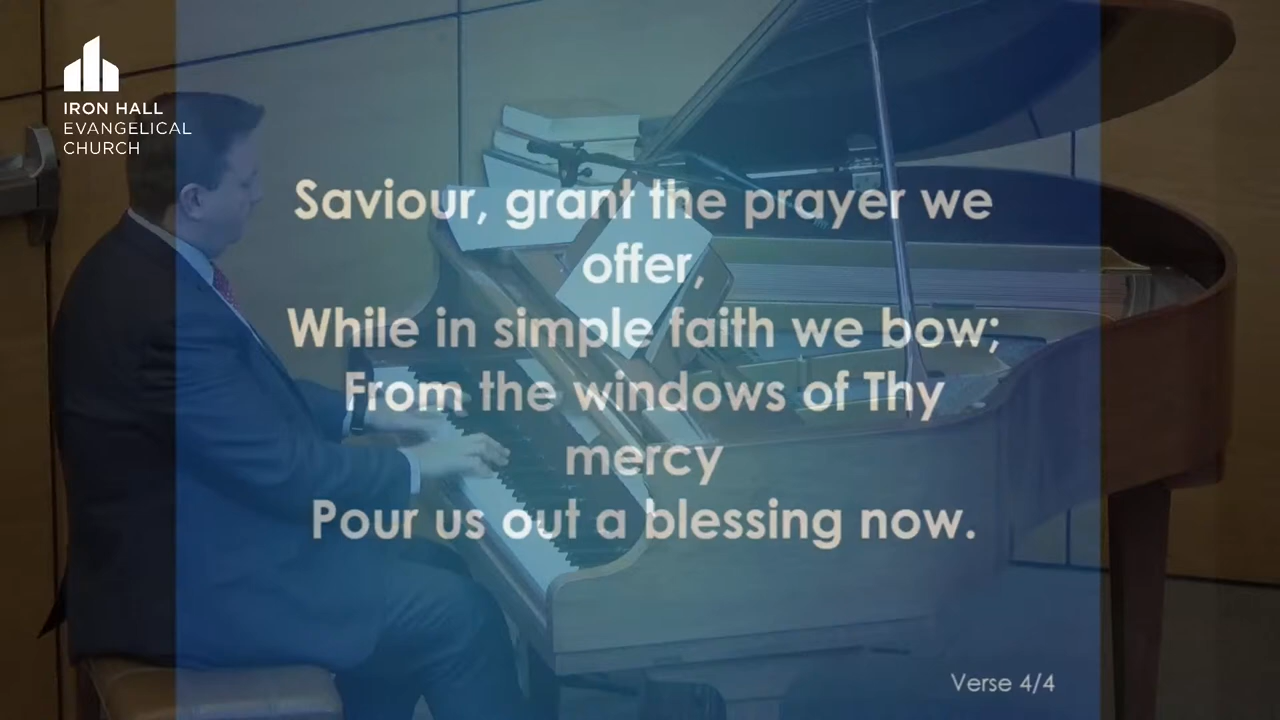 IRON HALL
EVANGELICAL
CHURCH
Saviour, grant the prayer we
offer,
While in simple faith we bow;
From the windows of Thy
mercy
Pour us out a blessing now.
Verse 4/4